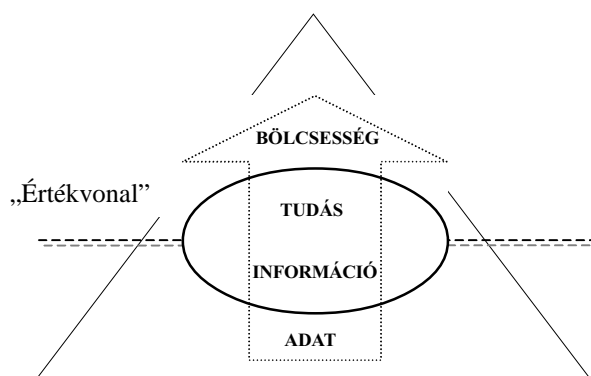 BÖLCSESSÉG
„Értékvonal”
TUDÁS
INFORMÁCIÓ
ADAT